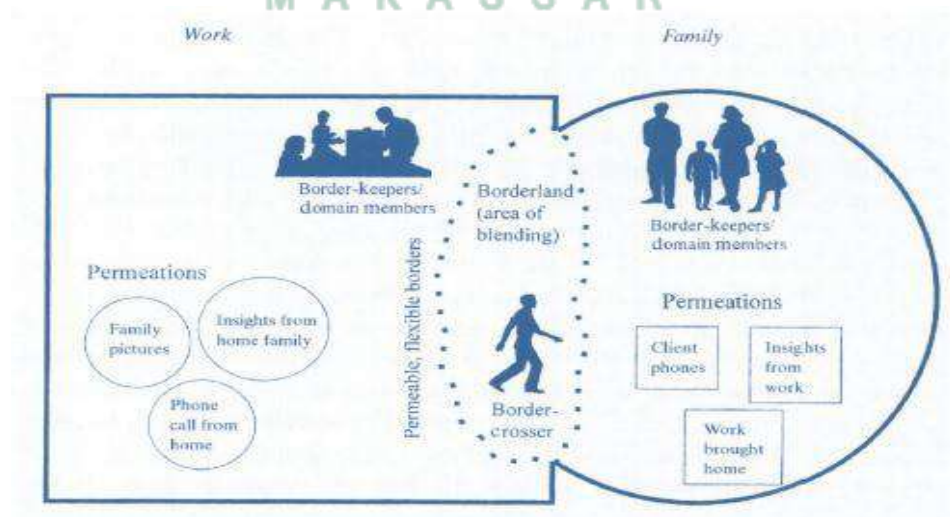 MAKASSAR
Work
Family
Border-keepers/
domain members
Permeations
Family
pictures
Insights from
home family
Phone
call from
home
Permeable, flexible borders
Borderland
(area of
blending)
Border-
crosser
Border-keepers/
domain members
Permeations
Client
phones
Insights
from
work
Work
brought
home